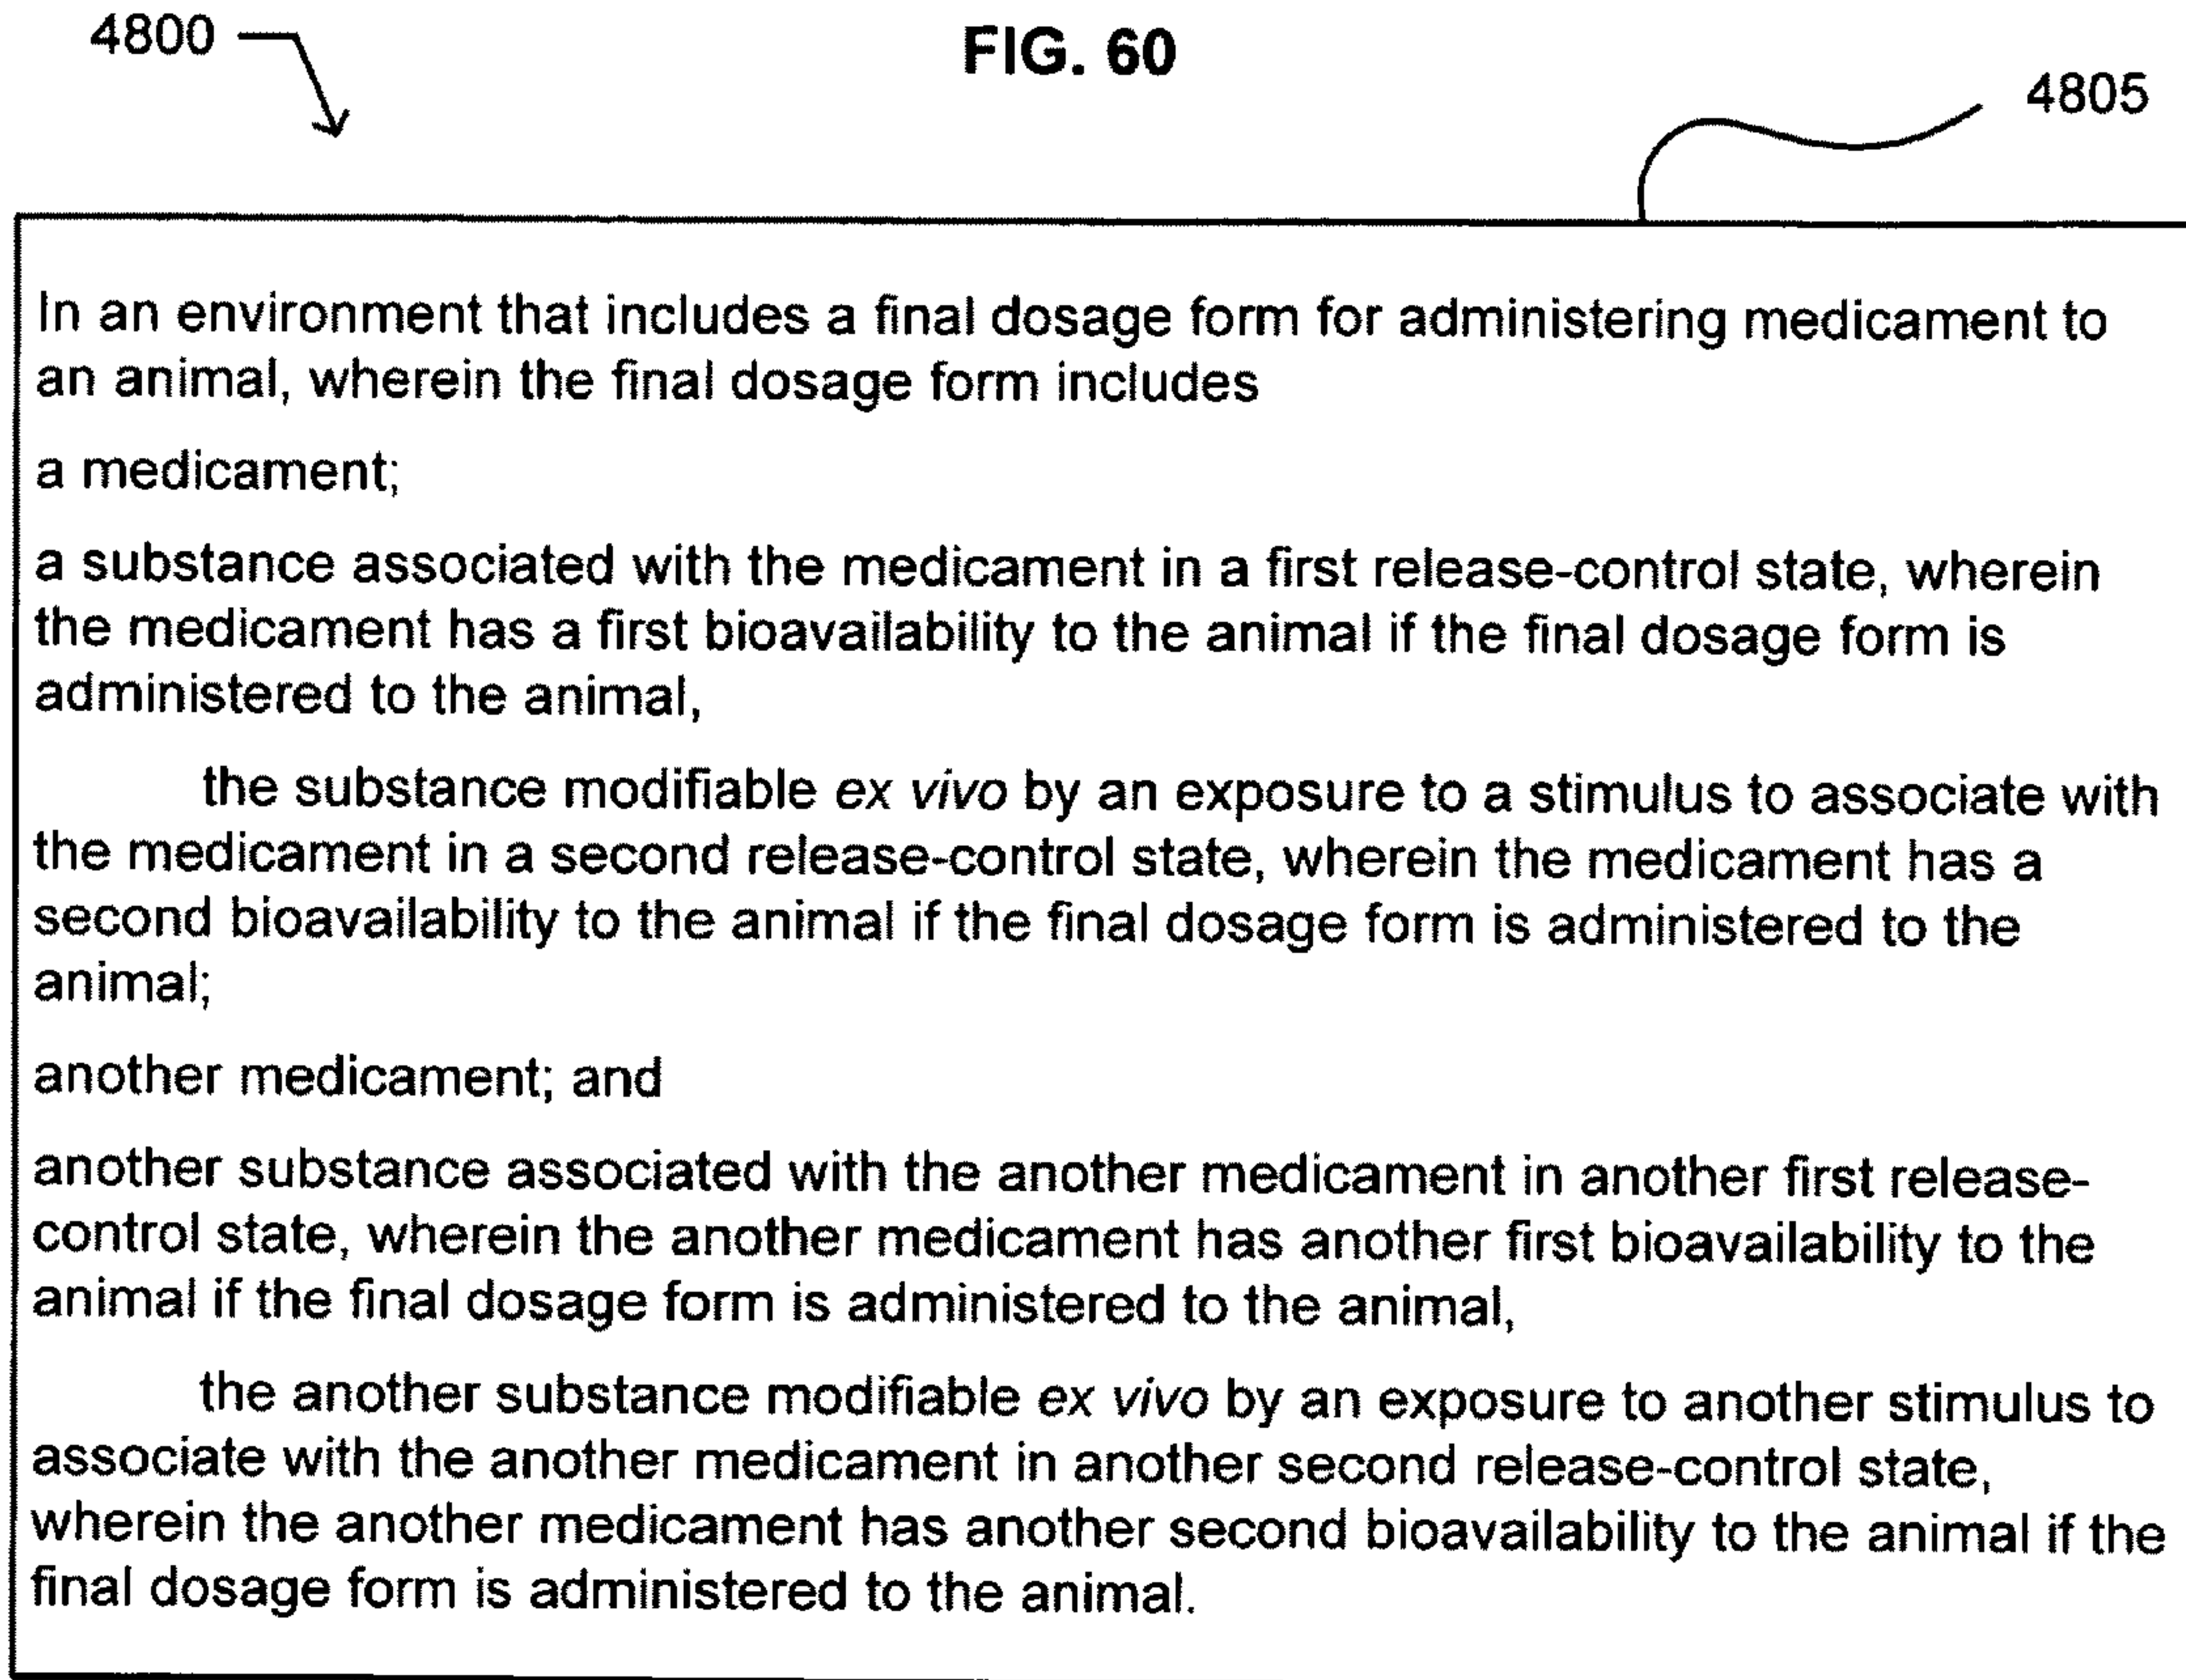 4800
FIG. 60
4805
In an environment that includes a final dosage form for administering medicament to
an animal, wherein the final dosage form includes
a medicament;
a substance associated with the medicament in a first release-control state, wherein
the medicament has a first bioavailability to the animal if the final dosage form is
administered to the animal,
the substance modifiable ex vivo by an exposure to a stimulus to associate with
the medicament in a second release-control state, wherein the medicament has a
second bioavailability to the animal if the final dosage form is administered to the
animal;
another medicament; and
another substance associated with the another medicament in another first release-
control state, wherein the another medicament has another first bioavailability to the
animal if the final dosage form is administered to the animal,
the another substance modifiable ex vivo by an exposure to another stimulus to
associate with the another medicament in another second release-control state,
wherein the another medicament has another second bioavailability to the animal if the
final dosage form is administered to the animal.